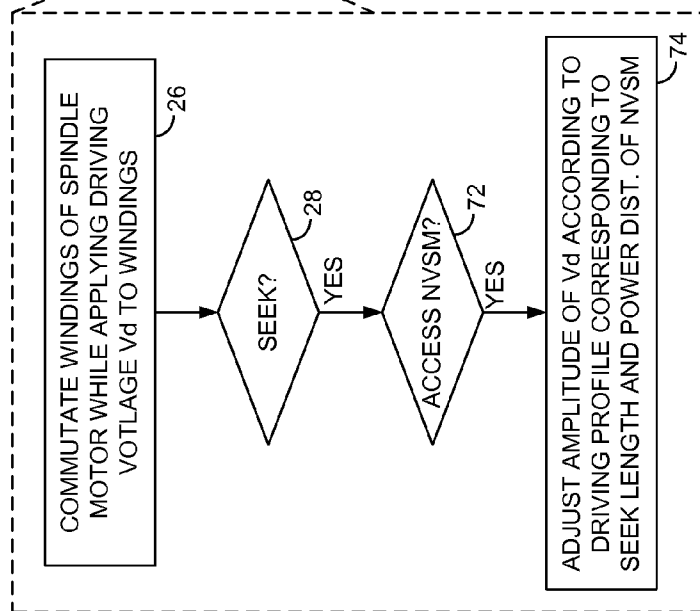 COMMUTATE WINDINGS OF SPINDLE
MOTOR WHILE APPLYING DRIVING
VOTLAGE Vd TO WINDINGS
26
SEEK?
28
YES
ACCESS NVSM?
72
YES
ADJUST AMPLITUDE OF Vd ACCORDING TO
DRIVING PROFILE CORRESPONDING TO
SEEK LENGTH AND POWER DIST. OF NVSM
74